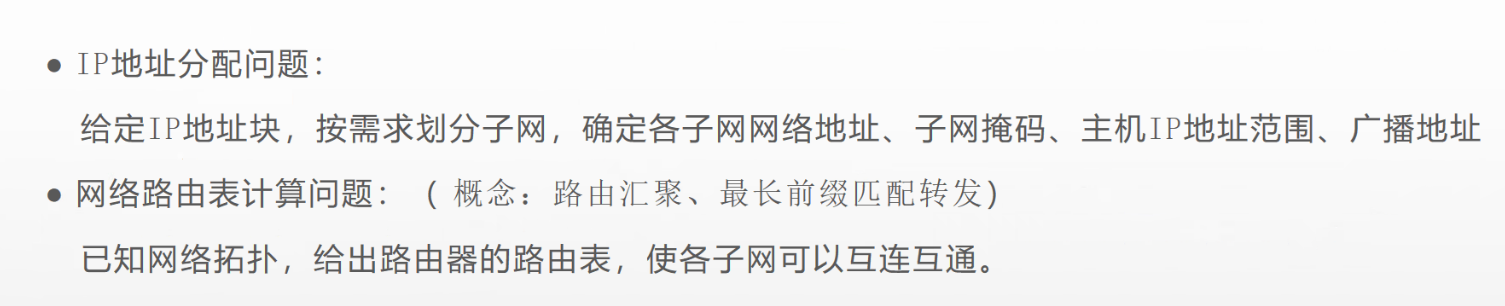 ● IP地址分配问题：
给定IP地址块，按需求划分子网，确定各子网网络地址、子网掩码、主机IP地址范围、广播地址
● 网络路由表计算问题：（ 概念：路由汇聚、最长前缀匹配转发）
已知网络拓扑，给出路由器的路由表，使各子网可以互连互通。